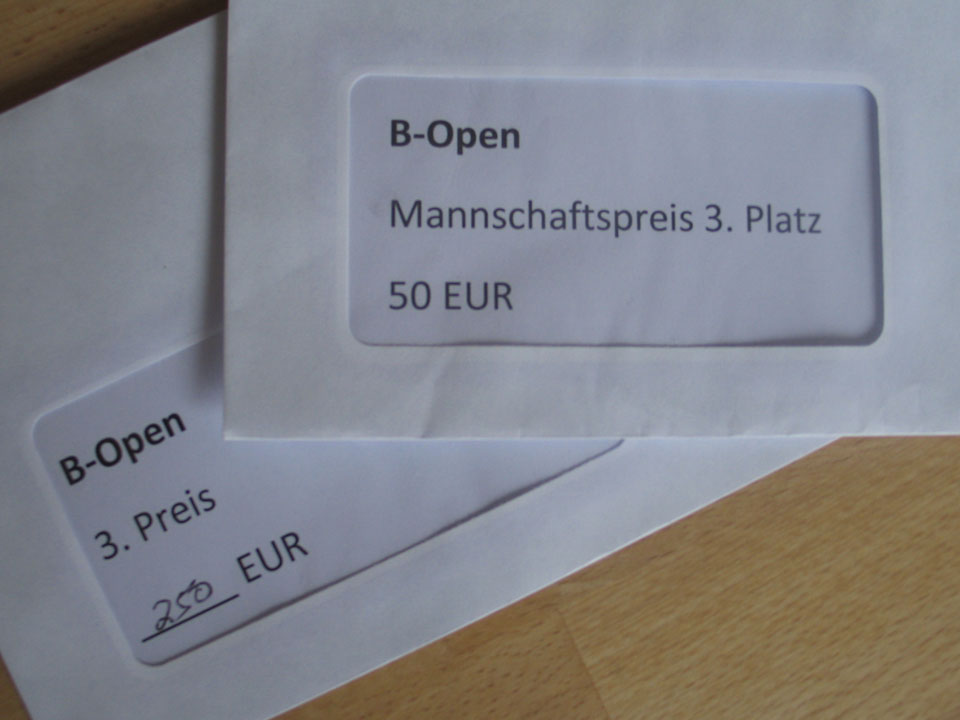 B-Open
Mannschaftspreis 3. Platz
50 EUR
B-Open
3. Preis
250 EUR